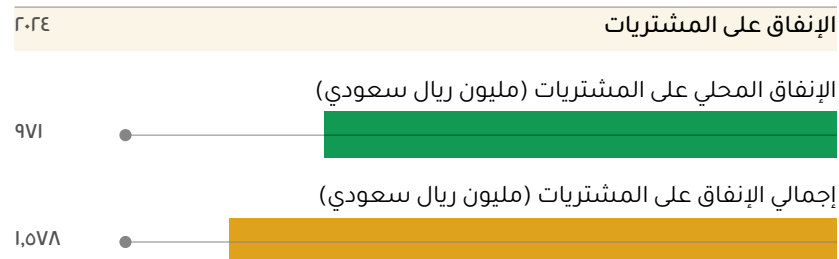 الإنفاق على المشتريات ٢٠٢٤
الإنفاق المحلي على المشتريات (مليون ريال سعودي)
٩٧١
إجمالي الإنفاق على المشتريات (مليون ريال سعودي)
١,٥٧٨